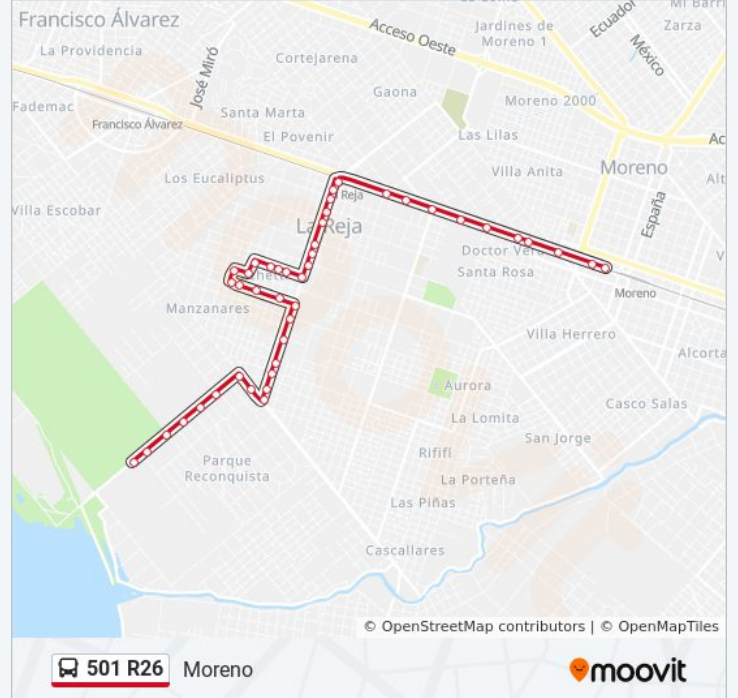 Francisco Álvarez
La Providencia
José Miró
Cortejarena
Acceso Oeste
Jardines de
Moreno 1
Ecuador
México
Mi Barri
Zarza
Fademac
Francisco Álvarez
Santa Marta
El Povenir
Gaona
Moreno 2000
Las Lilas
Ac
Los Eucaliptus
Villa Anita
Moreno
Alt
Villa Escobar
Reja
La Reja
España
Doctor Ver
Santa Rosa
Moreno
Manzanares
Villa Herrero
Alcorta
Aurora
La Lomita
Casco Salas
San Jorge
Parque
Reconquista
Rififí
La Porteña
Las Piñas
Cascallares
© OpenStreetMap contributors | © OpenMapTiles
501 R26 Moreno
moovit